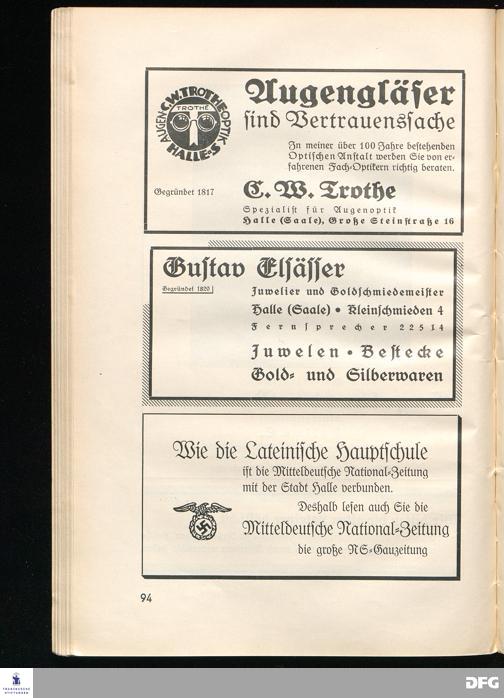 C.W.TROTHE
TROTHE
AUGENOPTIK
HALLE-S
Augengläser
sind Vertrauenssache
In meiner über 100 Jahre bestehenden
Optischen Anstalt werden Sie von er-
fahrenen Fach-Optikern richtig beraten.
Gegründet 1817
C. W. Trothe
Spezialist für Augenoptik
Halle (Saale), Große Steinstraße 16
Gustav Elsässer
Gegründet 1820
Juwelier und Goldschmiedemeister
Halle (Saale) • Kleinschmieden 4
Fernsprecher 22514
Juwelen • Bestecke
Gold- und Silberwaren
Wie die Lateinische Hauptschule
ist die Mitteldeutsche National-Zeitung
mit der Stadt Halle verbunden.
Deshalb lesen auch Sie die
Mitteldeutsche National-Zeitung
die große NS-Gauzeitung
94
FRANCKESCHE
STIFTUNGEN
DFG